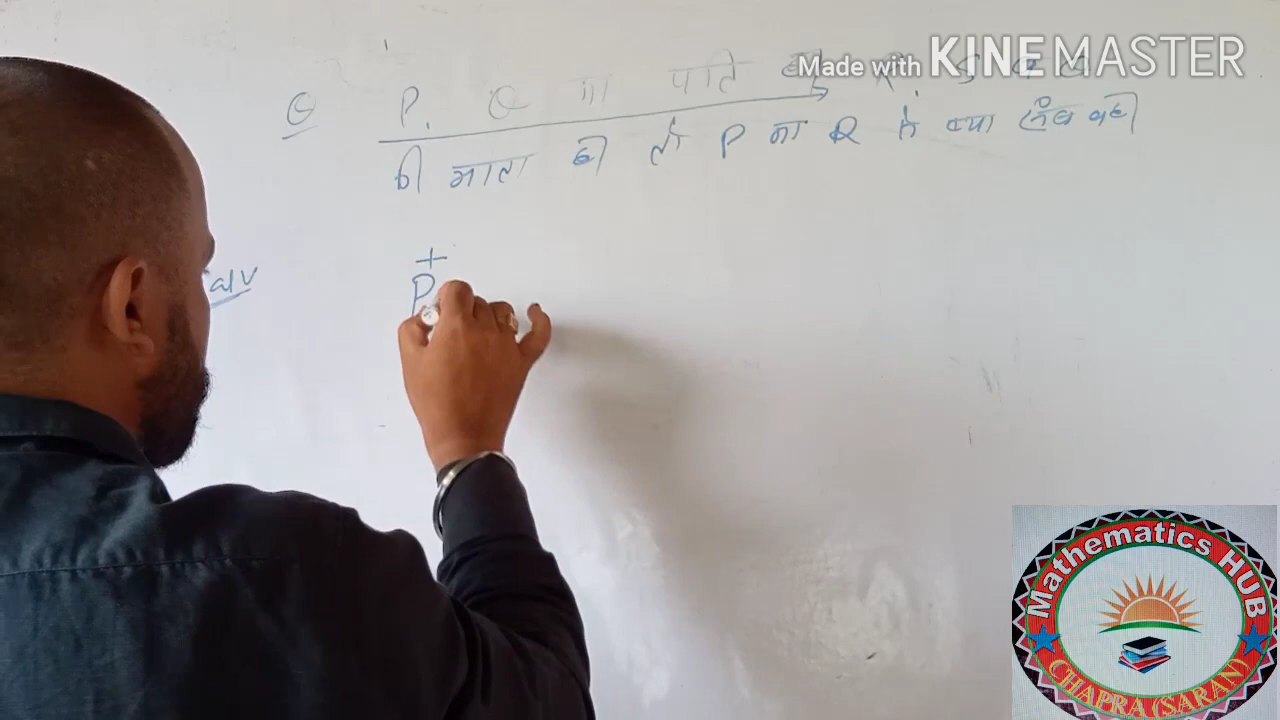 Made with KINEMASTER
Q P, Q का पति है R, S व Q
की माता है तो P का R से क्या संबंध है
+
P
Mathematics HUB
CHAPRA (SARAN)